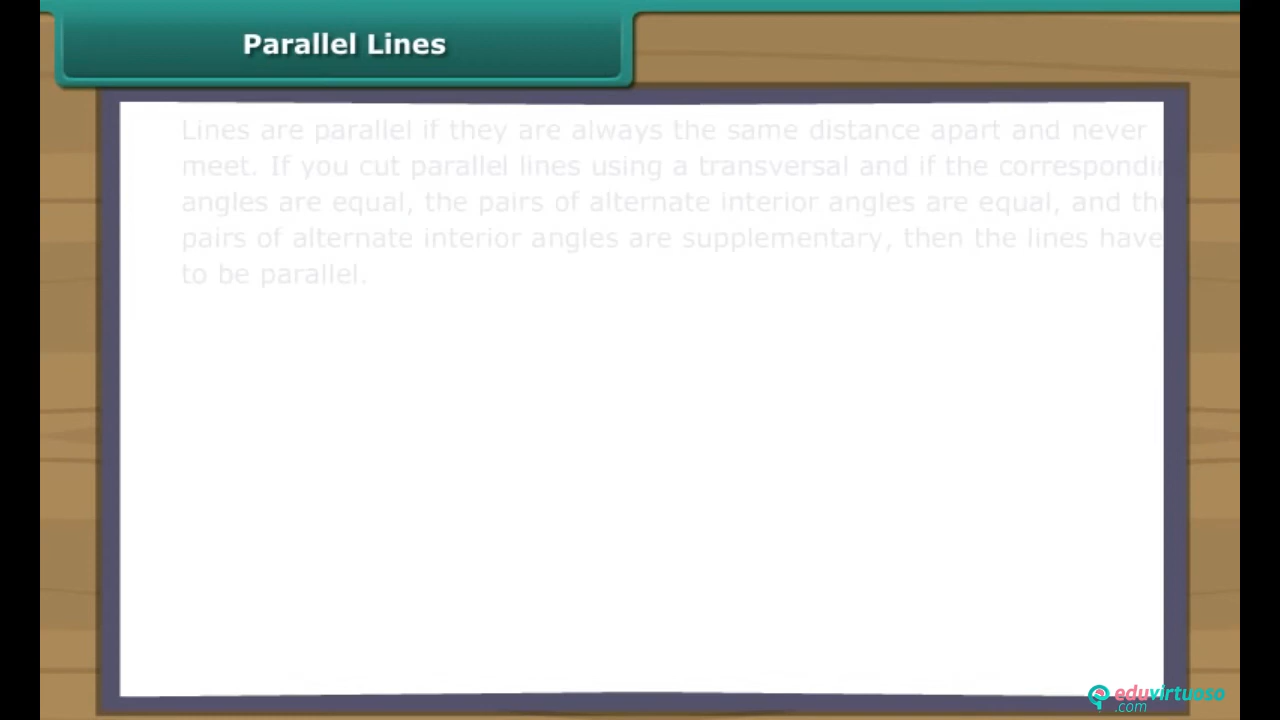 Parallel Lines
Lines are parallel if they are always the same distance apart and never
meet. If you cut parallel lines using a transversal and if the correspondin
angles are equal, the pairs of alternate interior angles are equal, and the
pairs of alternate interior angles are supplementary, then the lines have
to be parallel.
eduvirtuoso
.com